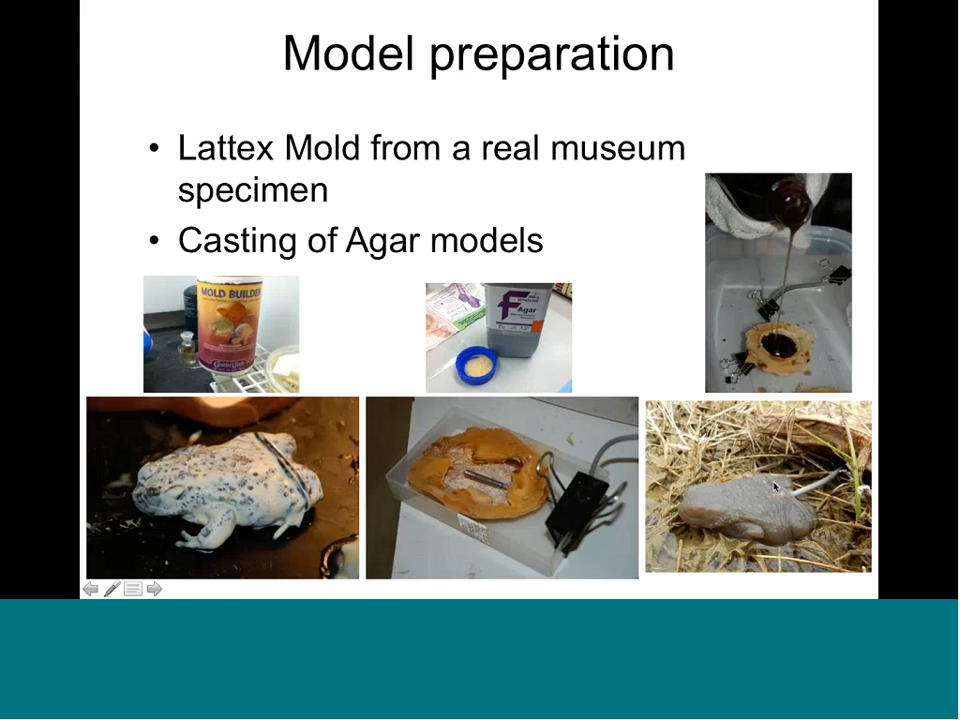 Model preparation
• Lattex Mold from a real museum
specimen
• Casting of Agar models
MOLD BUILDER
Agar